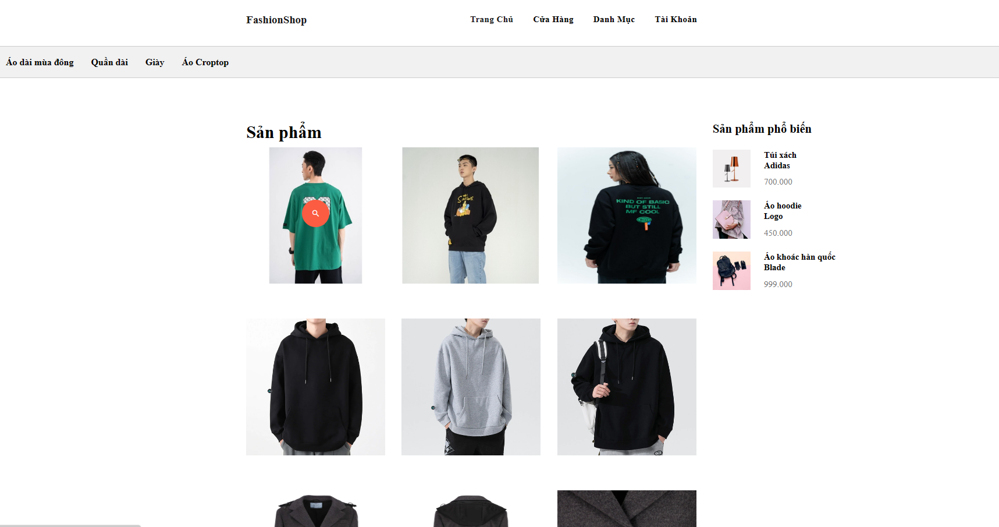 FashionShop
Trang Chủ Cửa Hàng Danh Mục Tài Khoản
Áo dài mùa đông Quần dài Giày Áo Croptop
Sản phẩm
Sản phẩm phổ biến
KIND OF BASIC
BUT STILL
MF COOL
Túi xách
Adidas
700.000
Áo hoodie
Logo
450.000
Áo khoác hàn quốc
Blade
999.000